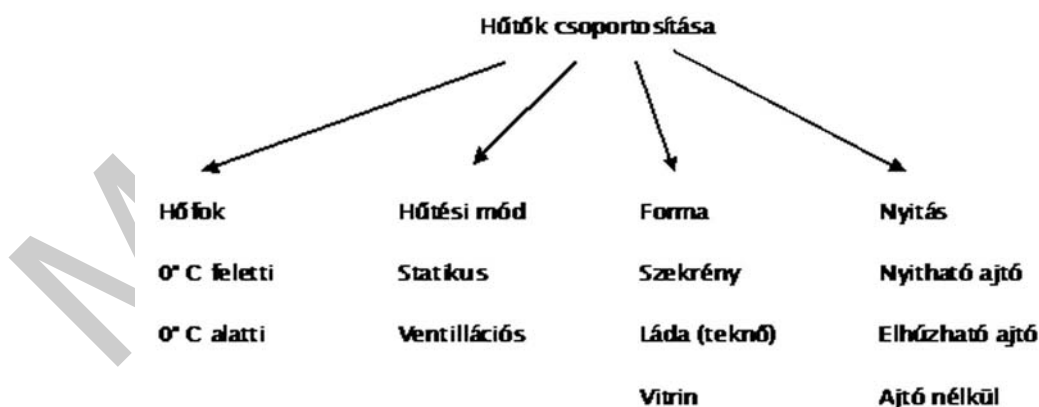 Hűtők csoportosítása
Hőfok Hűtési mód Forma Nyitás
0° C feletti Statikus Szekrény Nyitható ajtó
0° C alatti Ventillációs Láda (teknő) Elhúzható ajtó
Vitrin Ajtó nélkül
M